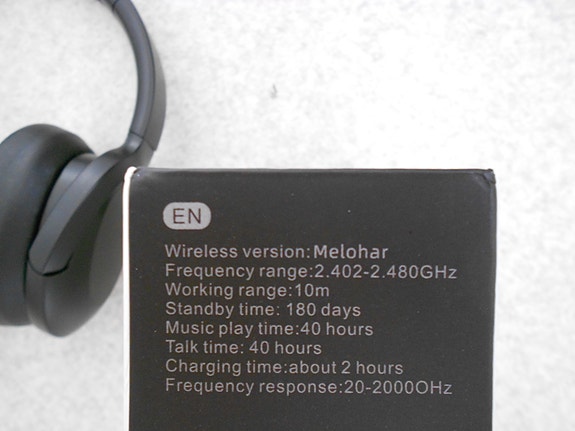 EN
Wireless version:Melohar
Frequency range:2.402-2.480GHz
Working range:10m
Standby time: 180 days
Music play time:40 hours
Talk time: 40 hours
Charging time:about 2 hours
Frequency response:20-2000OHz